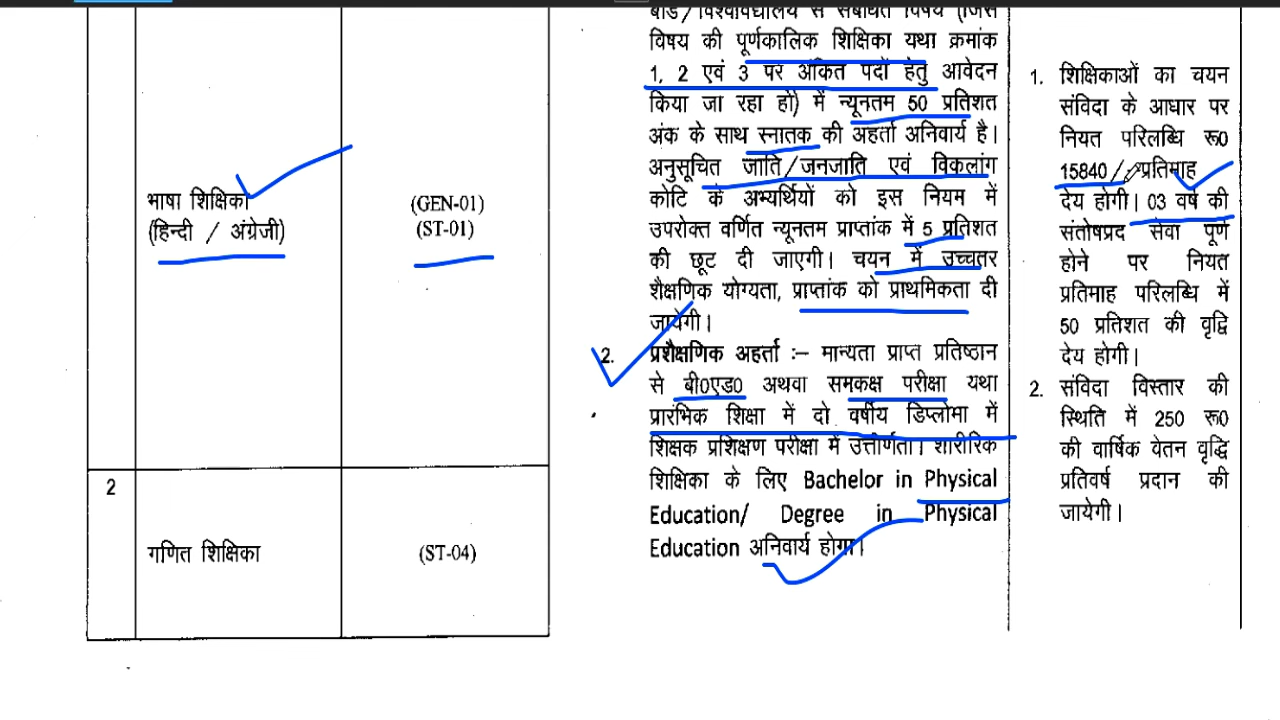 भाषा शिक्षिका
(हिन्दी / अंग्रेजी)
(GEN-01)
(ST-01)
2
गणित शिक्षिका
(ST-04)
बोर्ड/विश्वविद्यालय से संबंधित विषय (जिस
विषय की पूर्णकालिक शिक्षिका यथा क्रमांक
1, 2 एवं 3 पर अंकित पदों हेतु आवेदन
किया जा रहा हो) में न्यूनतम 50 प्रतिशत
अंक के साथ स्नातक की अहर्ता अनिवार्य है।
अनुसूचित जाति/जनजाति एवं विकलांग
कोटि के अभ्यर्थियों को इस नियम में
उपरोक्त वर्णित न्यूनतम प्राप्तांक में 5 प्रतिशत
की छूट दी जाएगी। चयन में उच्चतर
शैक्षणिक योग्यता, प्राप्तांक को प्राथमिकता दी
जायेगी।
2. प्रशैक्षणिक अहर्ता :– मान्यता प्राप्त प्रतिष्ठान
से बी0एड0 अथवा समकक्ष परीक्षा यथा
प्रारंभिक शिक्षा में दो वर्षीय डिप्लोमा में
शिक्षक प्रशिक्षण परीक्षा में उत्तीर्णता। शारीरिक
शिक्षिका के लिए Bachelor in Physical
Education/ Degree in Physical
Education अनिवार्य होगा।
1. शिक्षिकाओं का चयन
संविदा के आधार पर
नियत परिलब्धि रू0
15840/ प्रतिमाह
देय होगी। 03 वर्ष की
संतोषप्रद सेवा पूर्ण
होने पर नियत
प्रतिमाह परिलब्धि में
50 प्रतिशत की वृद्वि
देय होगी।
2. संविदा विस्तार की
स्थिति में 250 रू0
की वार्षिक वेतन वृद्वि
प्रतिवर्ष प्रदान की
जायेगी।